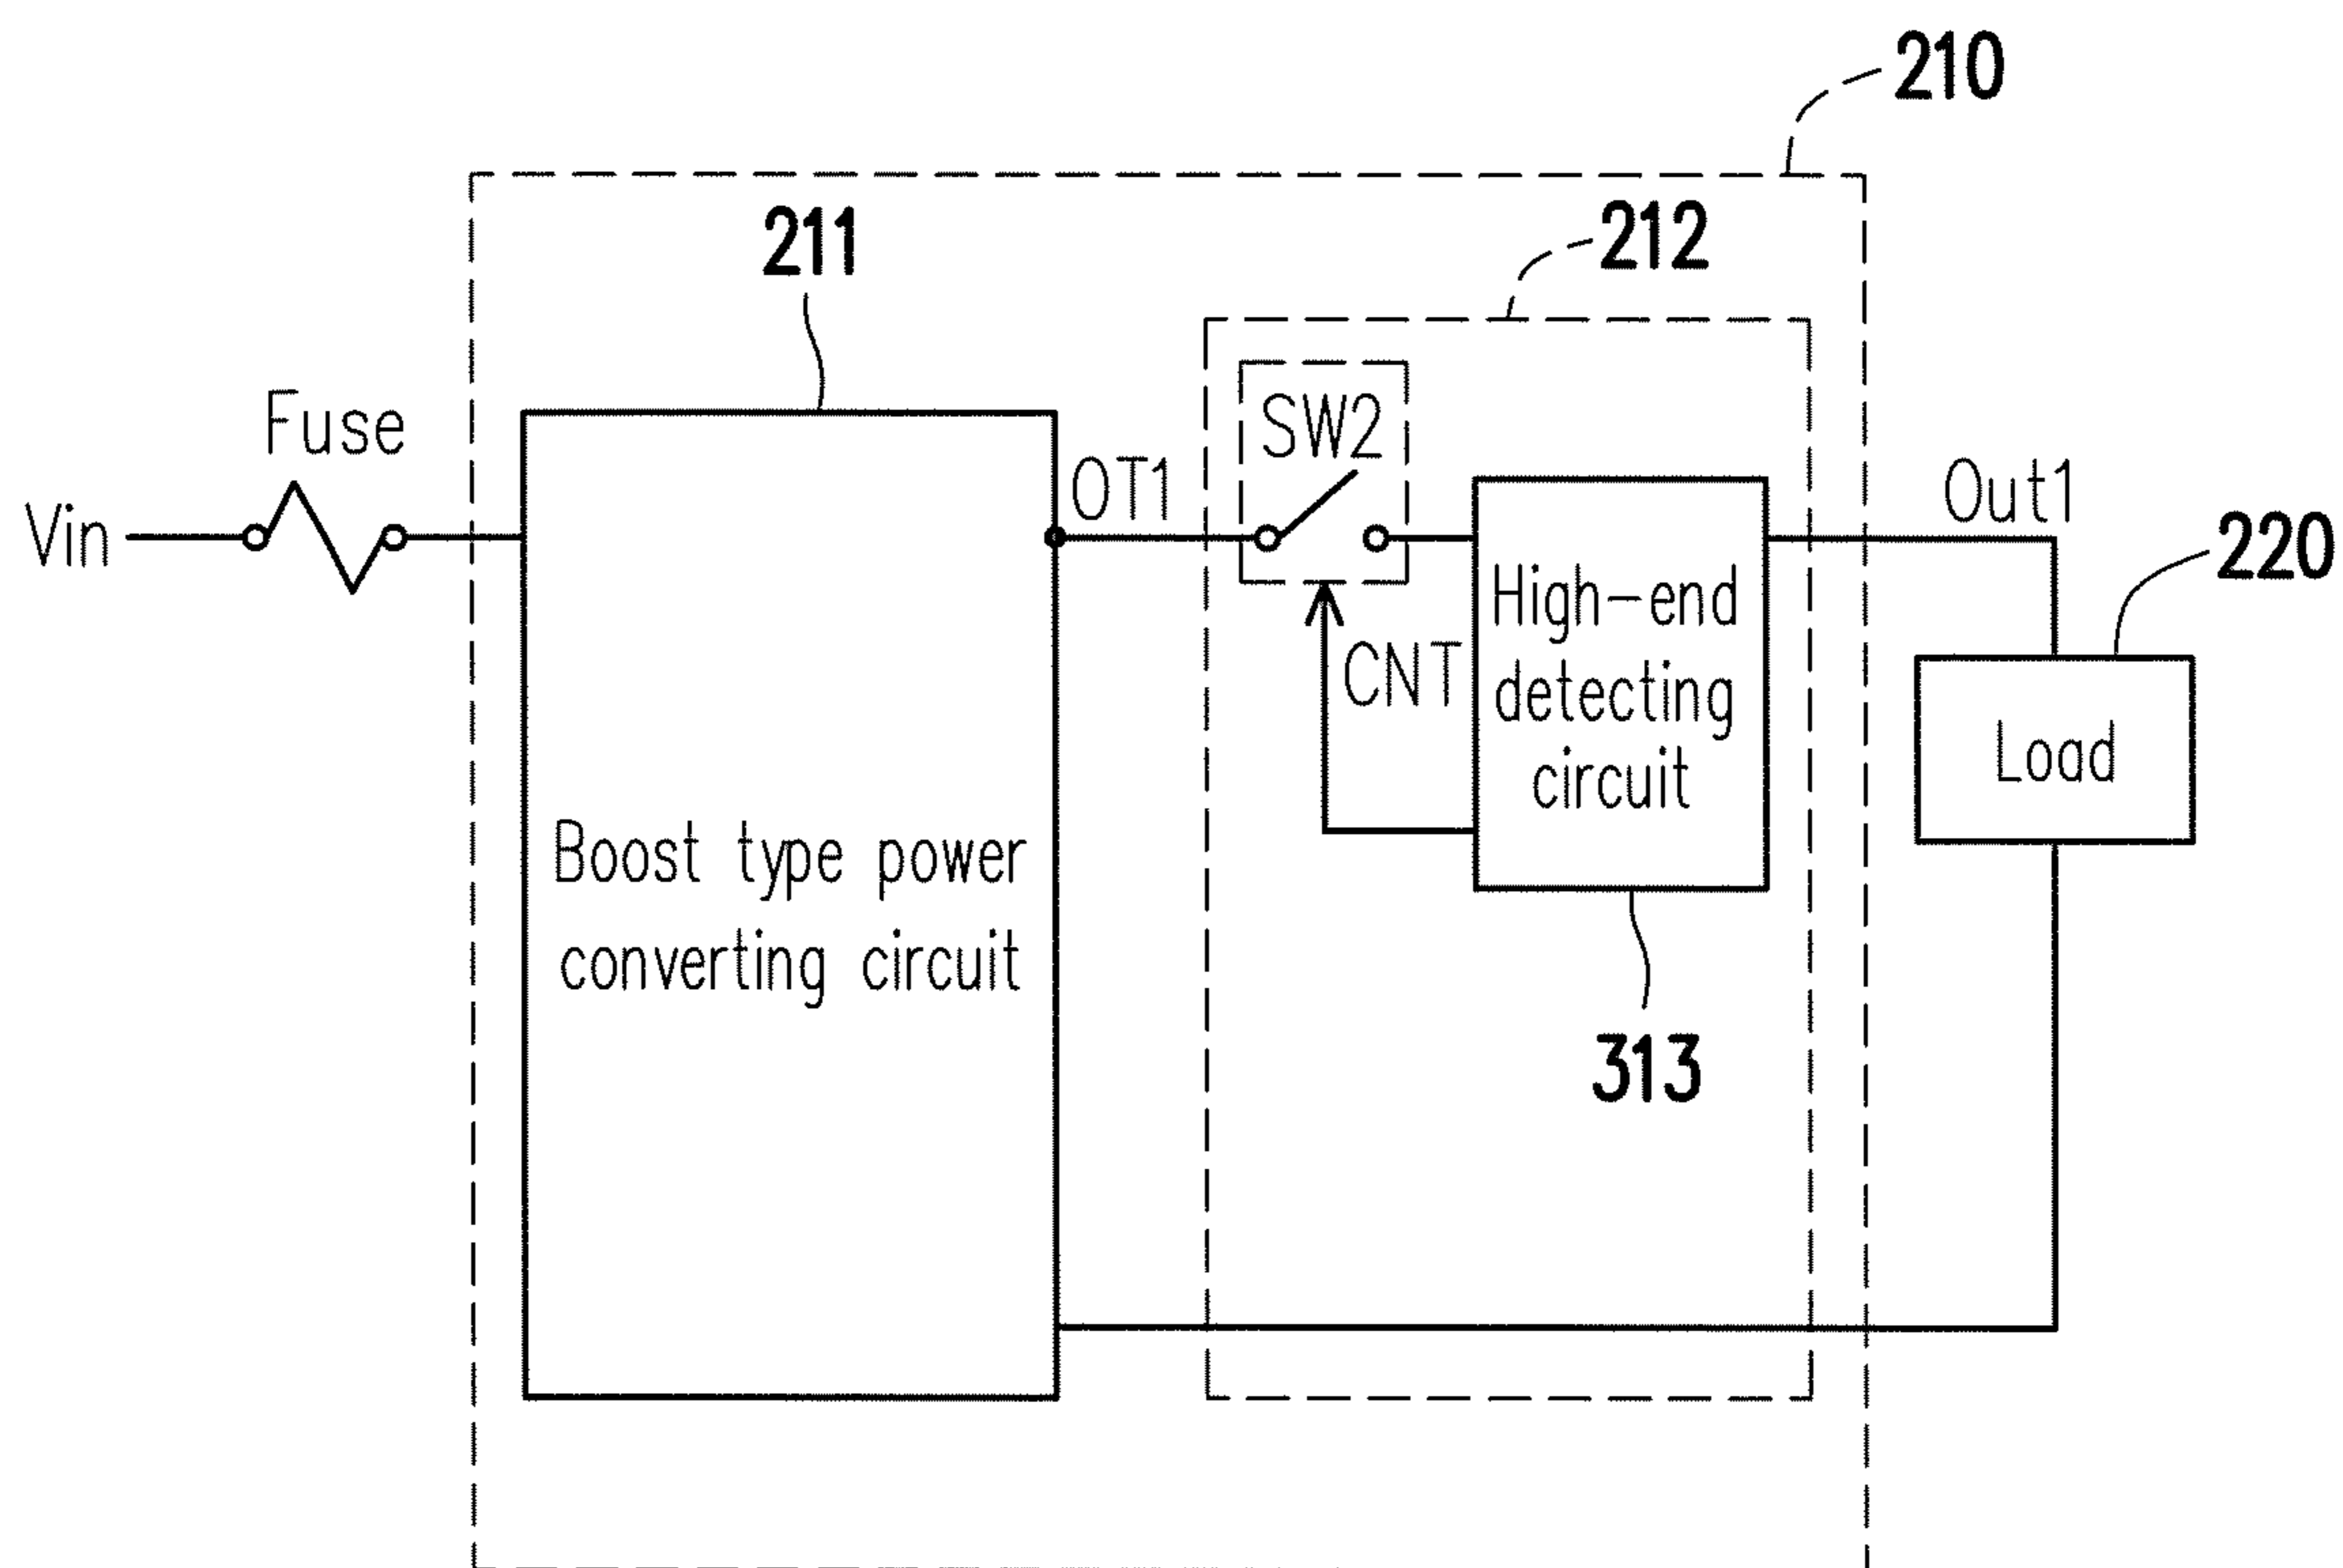 210
211
212
Fuse
SW2
Vin
OT1
Out1
220
High-end
detecting
circuit
CNT
Load
Boost type power
converting circuit
313